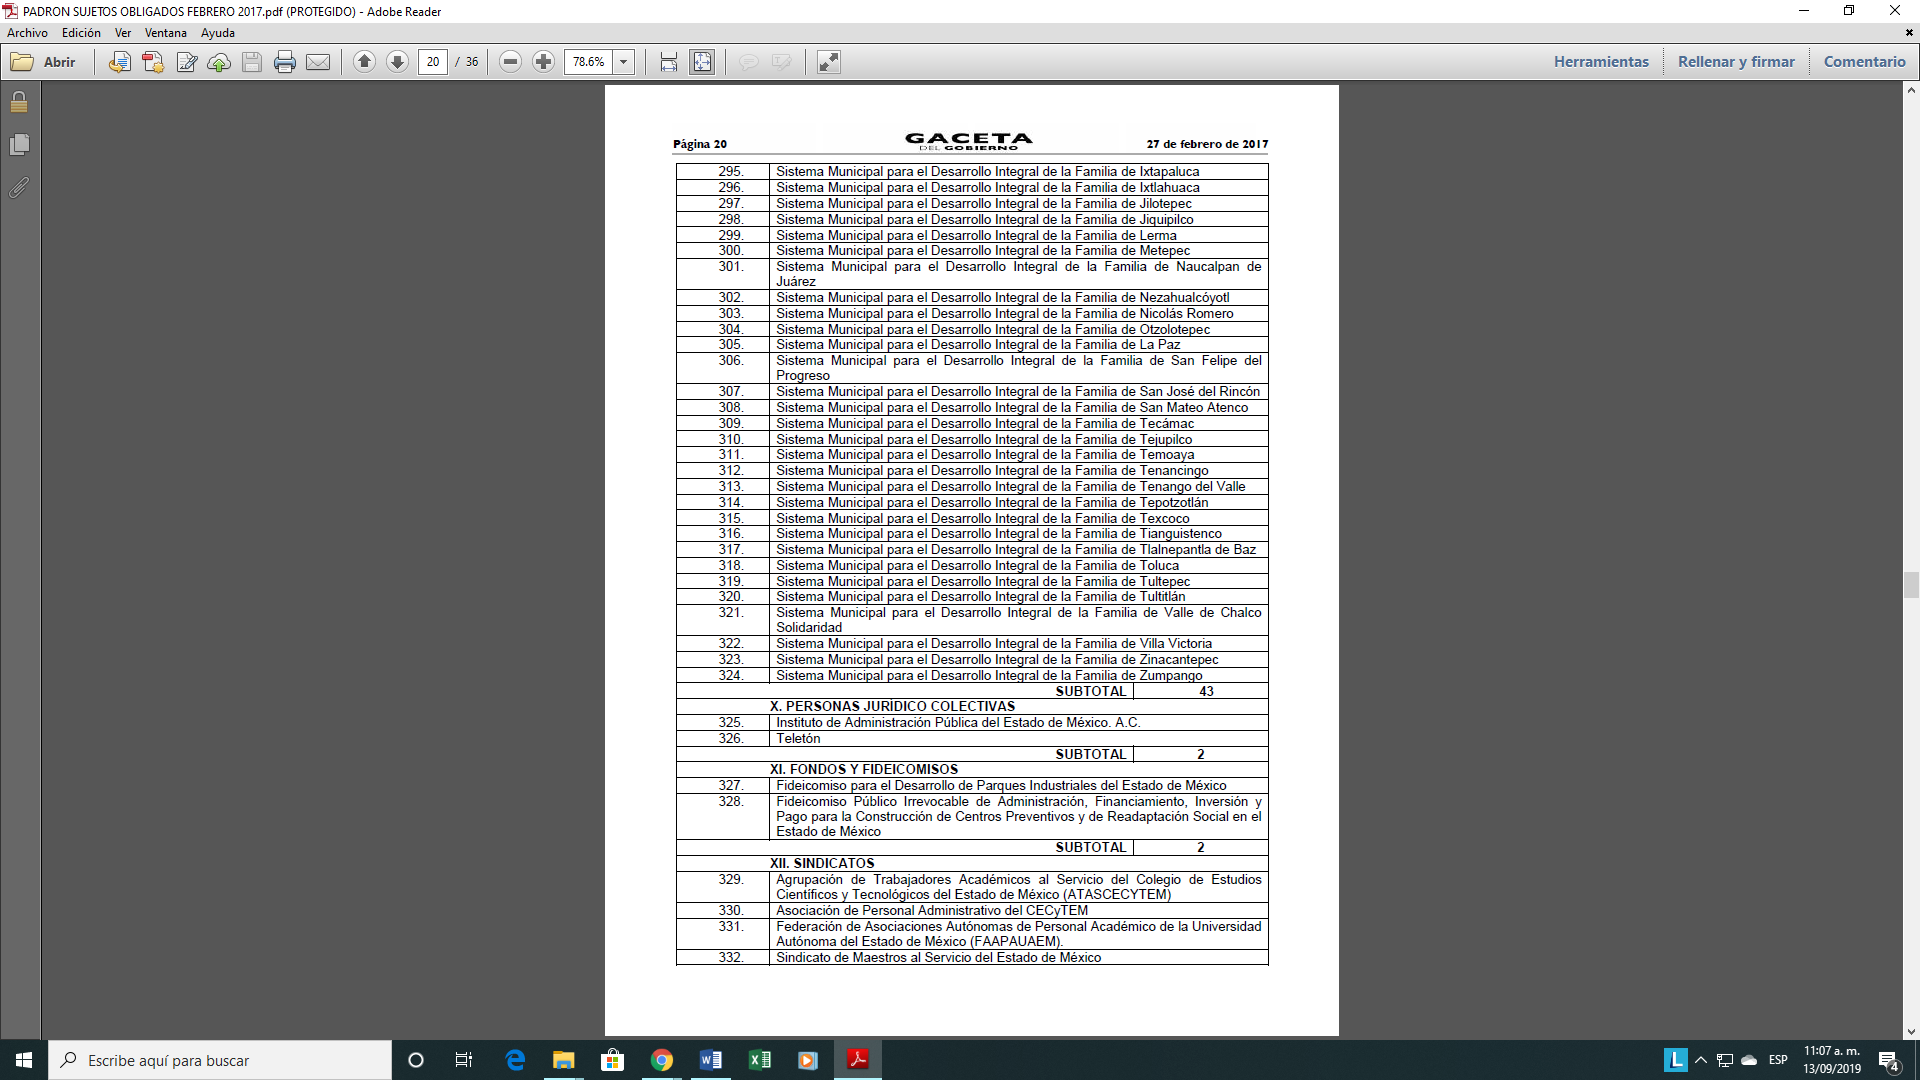 PADRON SUJETOS OBLIGADOS FEBRERO 2017.pdf (PROTEGIDO) - Adobe Reader
Archivo Edición Ver Ventana Ayuda
Abrir 20 / 36 78.6% Herramientas Rellenar y firmar Comentario
Página 20 GACETA DEL GOBIERNO 27 de febrero de 2017
295. Sistema Municipal para el Desarrollo Integral de la Familia de Ixtapaluca
296. Sistema Municipal para el Desarrollo Integral de la Familia de Ixtlahuaca
297. Sistema Municipal para el Desarrollo Integral de la Familia de Jilotepec
298. Sistema Municipal para el Desarrollo Integral de la Familia de Jiquipilco
299. Sistema Municipal para el Desarrollo Integral de la Familia de Lerma
300. Sistema Municipal para el Desarrollo Integral de la Familia de Metepec
301. Sistema Municipal para el Desarrollo Integral de la Familia de Naucalpan de
Juárez
302. Sistema Municipal para el Desarrollo Integral de la Familia de Nezahualcóyotl
303. Sistema Municipal para el Desarrollo Integral de la Familia de Nicolás Romero
304. Sistema Municipal para el Desarrollo Integral de la Familia de Otzolotepec
305. Sistema Municipal para el Desarrollo Integral de la Familia de La Paz
306. Sistema Municipal para el Desarrollo Integral de la Familia de San Felipe del
Progreso
307. Sistema Municipal para el Desarrollo Integral de la Familia de San José del Rincón
308. Sistema Municipal para el Desarrollo Integral de la Familia de San Mateo Atenco
309. Sistema Municipal para el Desarrollo Integral de la Familia de Tecámac
310. Sistema Municipal para el Desarrollo Integral de la Familia de Tejupilco
311. Sistema Municipal para el Desarrollo Integral de la Familia de Temoaya
312. Sistema Municipal para el Desarrollo Integral de la Familia de Tenancingo
313. Sistema Municipal para el Desarrollo Integral de la Familia de Tenango del Valle
314. Sistema Municipal para el Desarrollo Integral de la Familia de Tepotzotlán
315. Sistema Municipal para el Desarrollo Integral de la Familia de Texcoco
316. Sistema Municipal para el Desarrollo Integral de la Familia de Tianguistenco
317. Sistema Municipal para el Desarrollo Integral de la Familia de Tlalnepantla de Baz
318. Sistema Municipal para el Desarrollo Integral de la Familia de Toluca
319. Sistema Municipal para el Desarrollo Integral de la Familia de Tultepec
320. Sistema Municipal para el Desarrollo Integral de la Familia de Tultitlán
321. Sistema Municipal para el Desarrollo Integral de la Familia de Valle de Chalco
Solidaridad
322. Sistema Municipal para el Desarrollo Integral de la Familia de Villa Victoria
323. Sistema Municipal para el Desarrollo Integral de la Familia de Zinacantepec
324. Sistema Municipal para el Desarrollo Integral de la Familia de Zumpango
SUBTOTAL 43
X. PERSONAS JURÍDICO COLECTIVAS
325. Instituto de Administración Pública del Estado de México. A.C.
326. Teletón
SUBTOTAL 2
XI. FONDOS Y FIDEICOMISOS
327. Fideicomiso para el Desarrollo de Parques Industriales del Estado de México
328. Fideicomiso Público Irrevocable de Administración, Financiamiento, Inversión y
Pago para la Construcción de Centros Preventivos y de Readaptación Social en el
Estado de México
SUBTOTAL 2
XII. SINDICATOS
329. Agrupación de Trabajadores Académicos al Servicio del Colegio de Estudios
Científicos y Tecnológicos del Estado de México (ATASCECYTEM)
330. Asociación de Personal Administrativo del CECyTEM
331. Federación de Asociaciones Autónomas de Personal Académico de la Universidad
Autónoma del Estado de México (FAAPAUAEM).
332. Sindicato de Maestros al Servicio del Estado de México
Escribe aquí para buscar
ESP
11:07 a. m.
13/09/2019
4